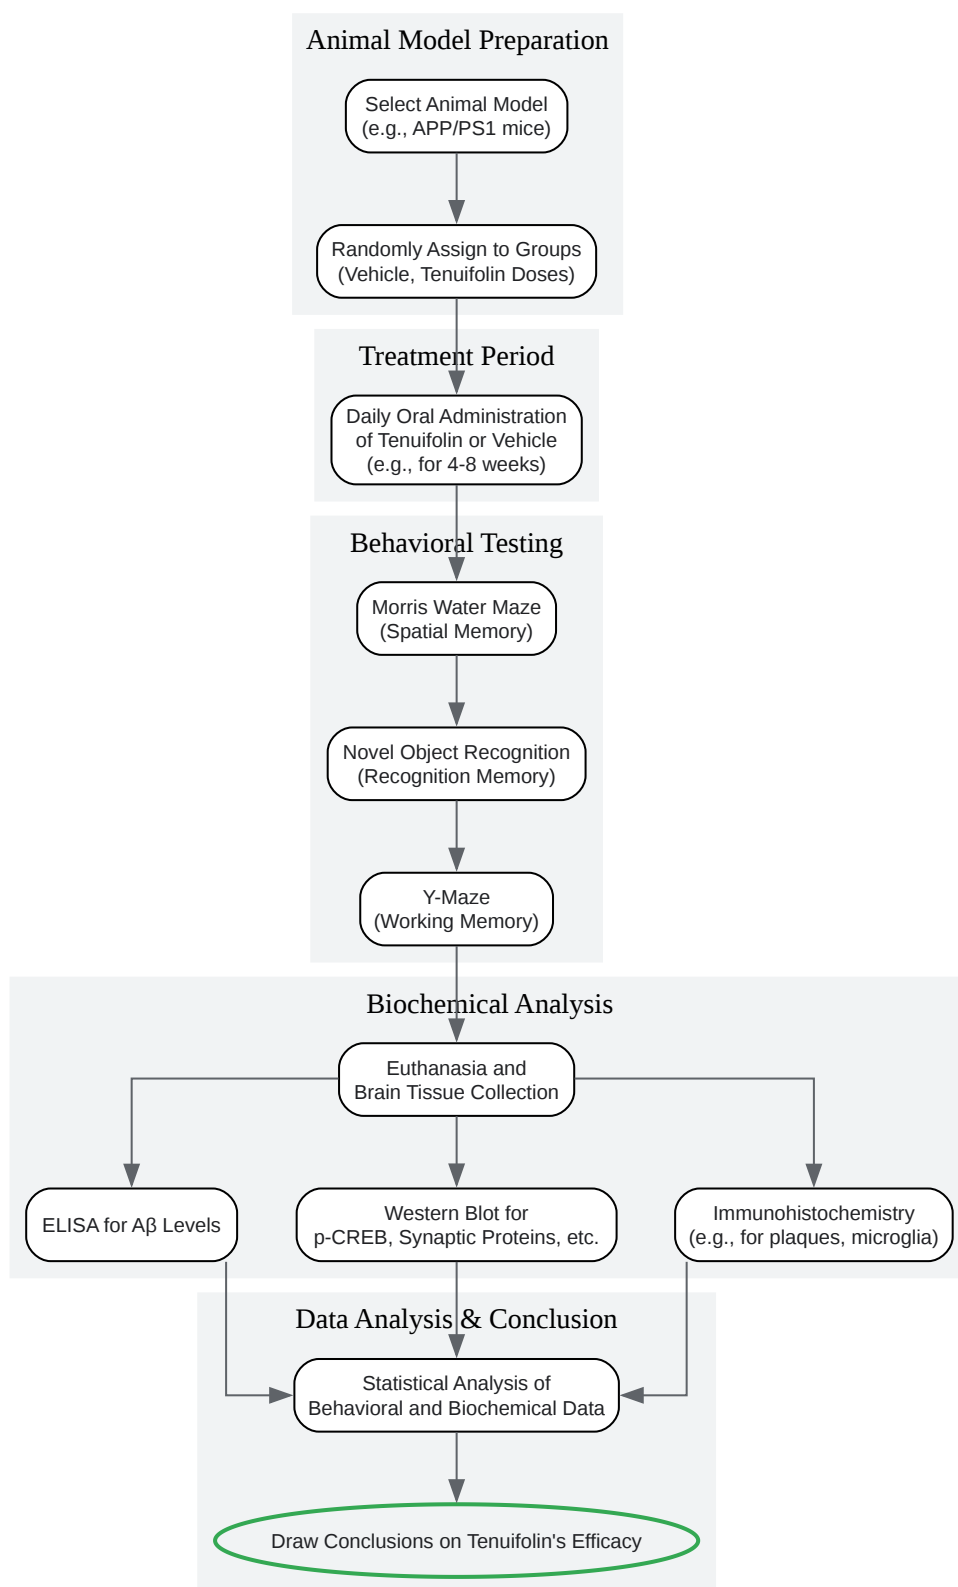 Animal Model Preparation
Select Animal Model
(e.g., APP/PS1 mice)
Randomly Assign to Groups
(Vehicle, Tenuifolin Doses)
Treatment Period
Daily Oral Administration
of Tenuifolin or Vehicle
(e.g., for 4-8 weeks)
Behavioral Testing
Morris Water Maze
(Spatial Memory)
Novel Object Recognition
(Recognition Memory)
Y-Maze
(Working Memory)
Biochemical Analysis
Euthanasia and
Brain Tissue Collection
ELISA for Aβ Levels
Western Blot for
p-CREB, Synaptic Proteins, etc.
Immunohistochemistry
(e.g., for plaques, microglia)
Data Analysis & Conclusion
Statistical Analysis of
Behavioral and Biochemical Data
Draw Conclusions on Tenuifolin's Efficacy